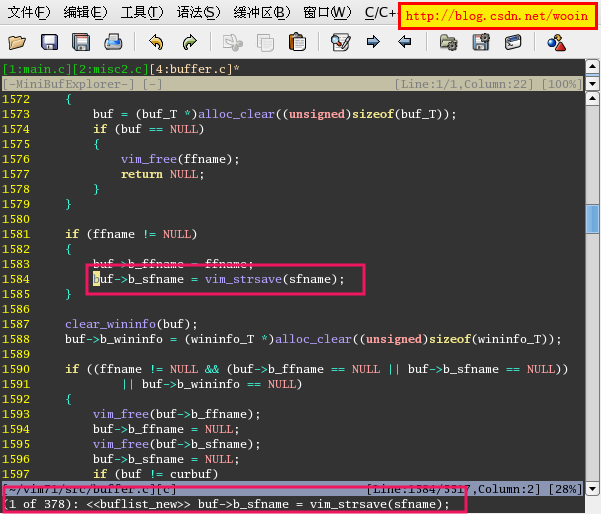 文件(F) 编辑(E) 工具(T) 语法(S) 缓冲区(B) 窗口(W) C/C++
http://blog.csdn.net/wooin
[1:main.c][2:misc2.c][4:buffer.c]*
[-MiniBufExplorer-] [-] [Line:1/1,Column:22] [100%]
1572 {
1573 buf = (buf_T *)alloc_clear((unsigned)sizeof(buf_T));
1574 if (buf == NULL)
1575 {
1576 vim_free(ffname);
1577 return NULL;
1578 }
1579 }
1580
1581 if (ffname != NULL)
1582 {
1583 buf->b_ffname = ffname;
1584 buf->b_sfname = vim_strsave(sfname);
1585 }
1586
1587 clear_wininfo(buf);
1588 buf->b_wininfo = (wininfo_T *)alloc_clear((unsigned)sizeof(wininfo_T));
1589
1590 if ((ffname != NULL && (buf->b_ffname == NULL || buf->b_sfname == NULL))
1591 || buf->b_wininfo == NULL)
1592 {
1593 vim_free(buf->b_ffname);
1594 buf->b_ffname = NULL;
1595 vim_free(buf->b_sfname);
1596 buf->b_sfname = NULL;
1597 if (buf != curbuf)
[~/vim71/src/buffer.c][c] [Line:1584/5517,Column:2] [28%]
(1 of 378): <<buflist_new>> buf->b_sfname = vim_strsave(sfname);